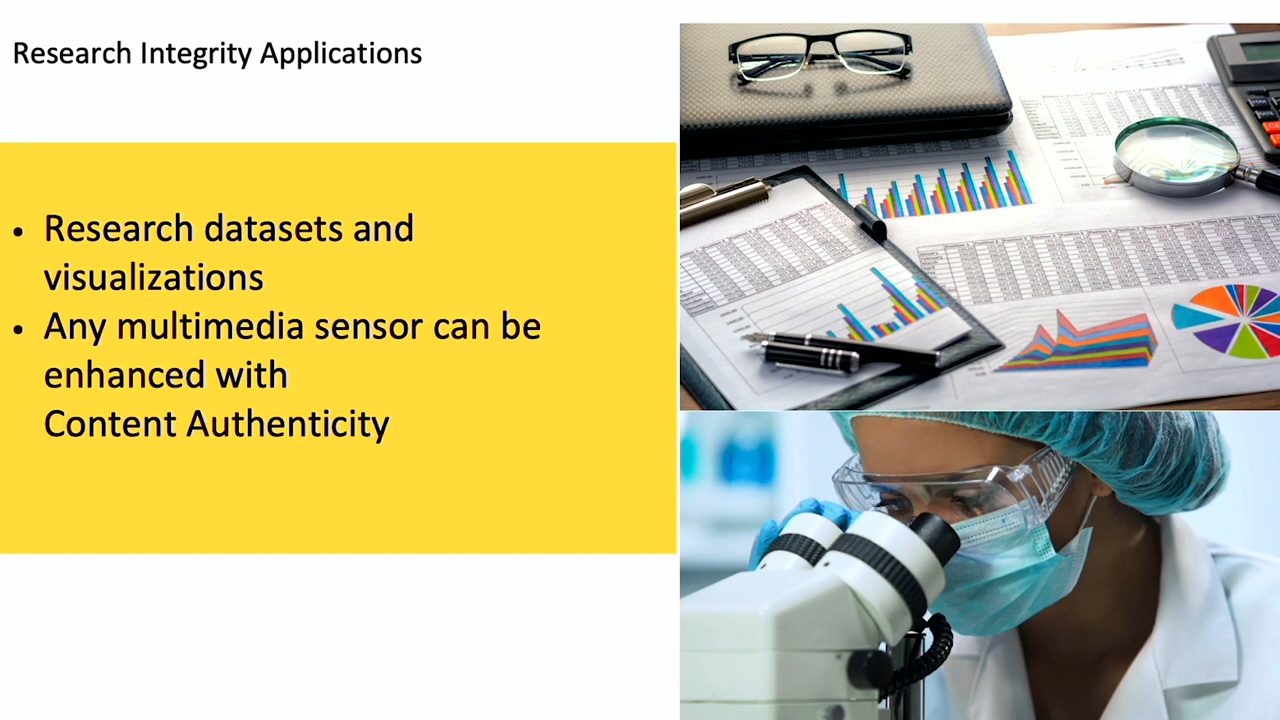 Research Integrity Applications
• Research datasets and
visualizations
• Any multimedia sensor can be
enhanced with
Content Authenticity